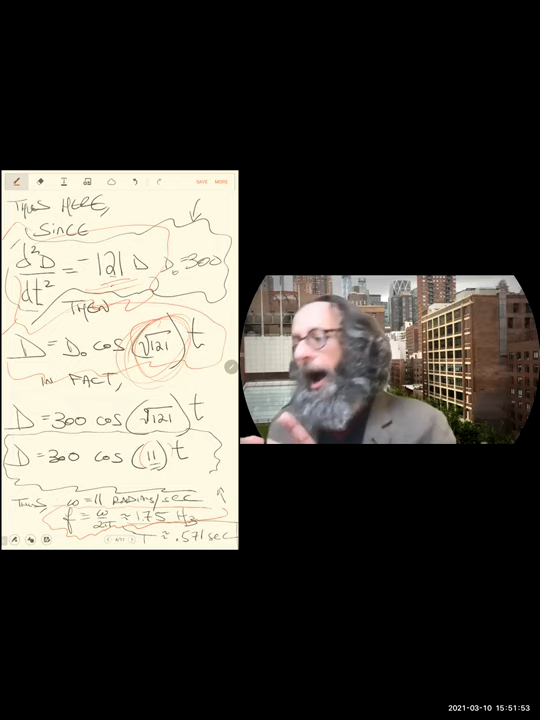 SAVE MORE
THUS HERE,
SINCE
d²D/dt² = -121 D D₀=300
THEN
D = D₀ cos (√121) t
IN FACT,
D = 300 cos (√121) t
D = 300 cos (11) t
THUS ω = 11 RADIANS/SEC
f = ω/2π ≈ 1.75 Hz
T ≈ .571 sec
2021-03-10 15:51:53